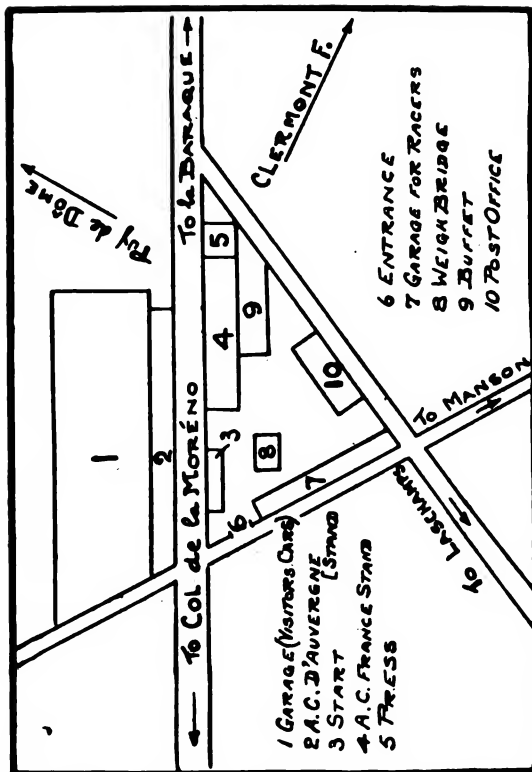 PUY de DÔME
TO la BARAQUE
CLERMONT F.
TO COL de la MORÉNO
1
2
3
4
5
6
7
8
9
10
TO MANSON
TO LASCHAMPS
1 GARAGE (VISITORS CARS)
2 A.C. D'AUVERGNE
[STAND
3 START
4 A.C. FRANCE STAND
5 PRESS
6 ENTRANCE
7 GARAGE FOR RACERS
8 WEIGH BRIDGE
9 BUFFET
10 POST OFFICE